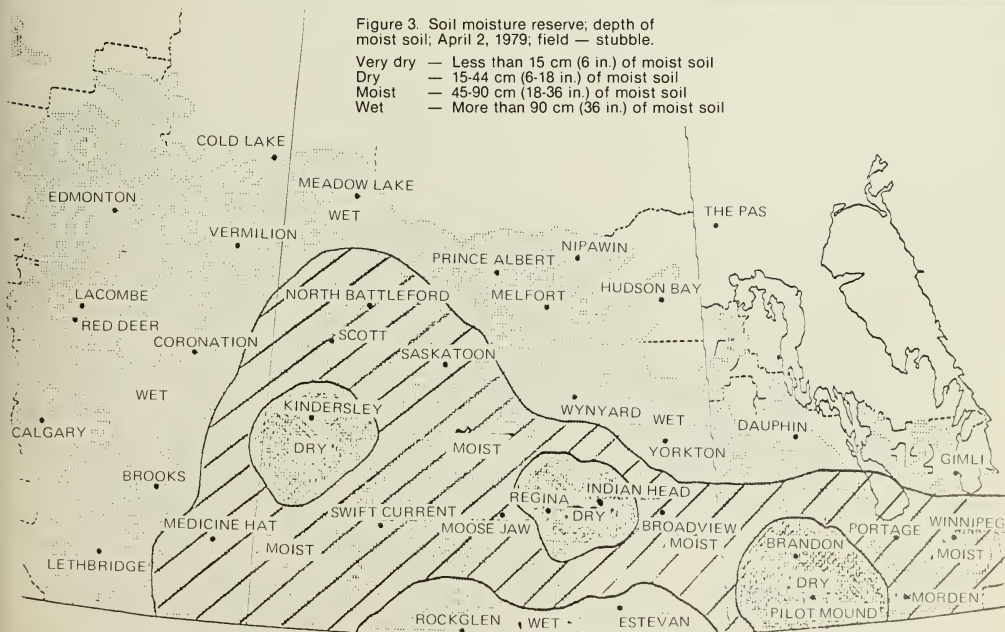 Figure 3. Soil moisture reserve; depth of
moist soil; April 2, 1979; field — stubble.
Very dry — Less than 15 cm (6 in.) of moist soil
Dry — 15-44 cm (6-18 in.) of moist soil
Moist — 45-90 cm (18-36 in.) of moist soil
Wet — More than 90 cm (36 in.) of moist soil
COLD LAKE
MEADOW LAKE
EDMONTON
WET
THE PAS
VERMILION
NIPAWIN
PRINCE ALBERT
LACOMBE
NORTH BATTLEFORD
MELFORT
HUDSON BAY
RED DEER
SCOTT
CORONATION
SASKATOON
WET
KINDERSLEY
WYNYARD
WET
CALGARY
DRY
MOIST
DAUPHIN
YORKTON
GIMLI
BROOKS
REGINA
INDIAN HEAD
MEDICINE HAT
SWIFT CURRENT
MOOSE JAW
DRY
BROADVIEW
PORTAGE
WINNIPEG
MOIST
MOIST
BRANDON
MOIST
LETHBRIDGE
DRY
MORDEN
PILOT MOUND
ROCKGLEN
WET
ESTEVAN